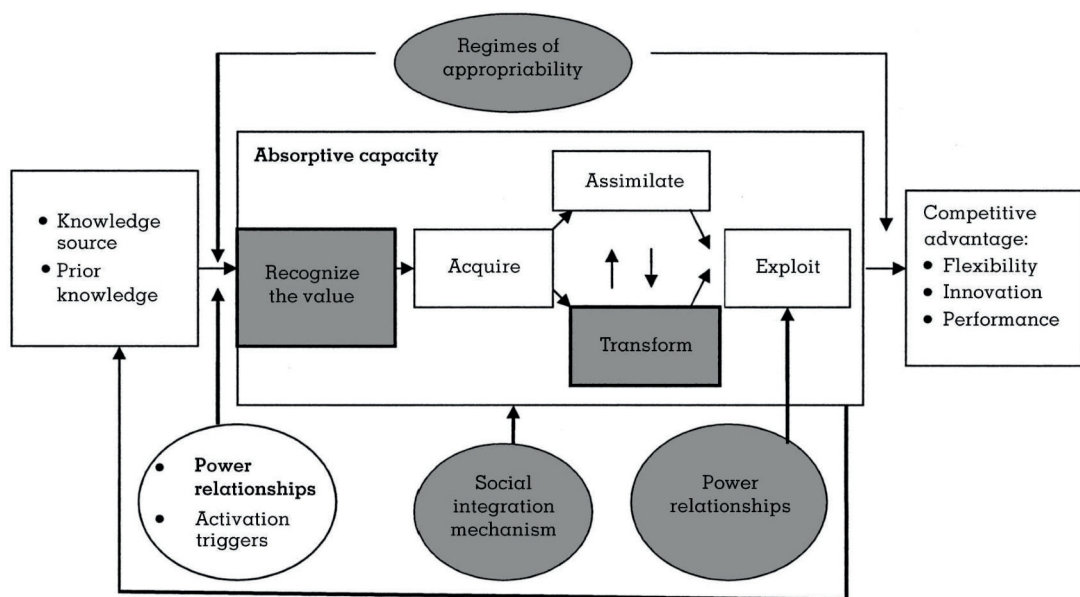 Regimes of
appropriability
Absorptive capacity
• Knowledge
source
• Prior
knowledge
Recognize
the value
Acquire
Assimilate
Transform
Exploit
Competitive
advantage:
• Flexibility
• Innovation
• Performance
• Power
relationships
• Activation
triggers
Social
integration
mechanism
Power
relationships